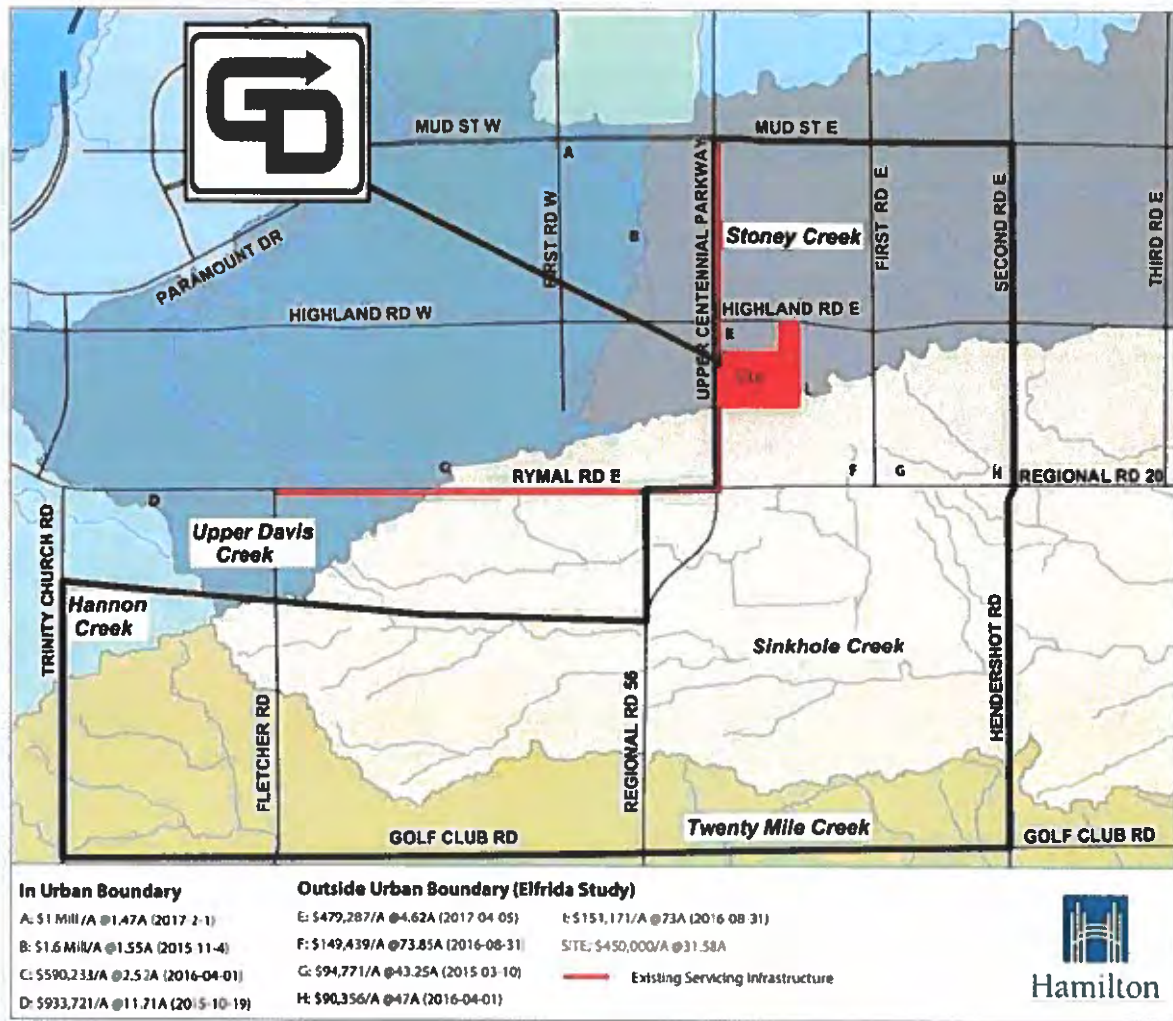 GD
MUD ST W
MUD ST E
A
B
UPPER CENTENNIAL PARKWAY
FIRST RD W
FIRST RD E
SECOND RD E
THIRD RD E
Stoney Creek
PARAMOUNT DR
HIGHLAND RD W
HIGHLAND RD E
E
Site
L
C
RYMAL RD E
F
G
H
REGIONAL RD 20
D
Upper Davis
Creek
TRINITY CHURCH RD
Hannon
Creek
Sinkhole Creek
HENDERSHOT RD
FLETCHER RD
REGIONAL RD 56
GOLF CLUB RD
Twenty Mile Creek
GOLF CLUB RD
In Urban Boundary
A: $1 Mill/A @1.47A (2017-2-1)
B: $1.6 Mill/A @1.55A (2015-11-4)
C: $590,233/A @2.52A (2016-04-01)
D: $933,721/A @11.71A (2015-10-19)
Outside Urban Boundary (Elfrida Study)
E: $479,287/A @4.62A (2017-04-05)
F: $149,439/A @73.85A (2016-08-31)
G: $94,771/A @43.25A (2015-03-10)
H: $90,356/A @47A (2016-04-01)
$151,171/A @73A (2016-08-31)
SITE: $450,000/A @31.58A
Existing Servicing Infrastructure
Hamilton